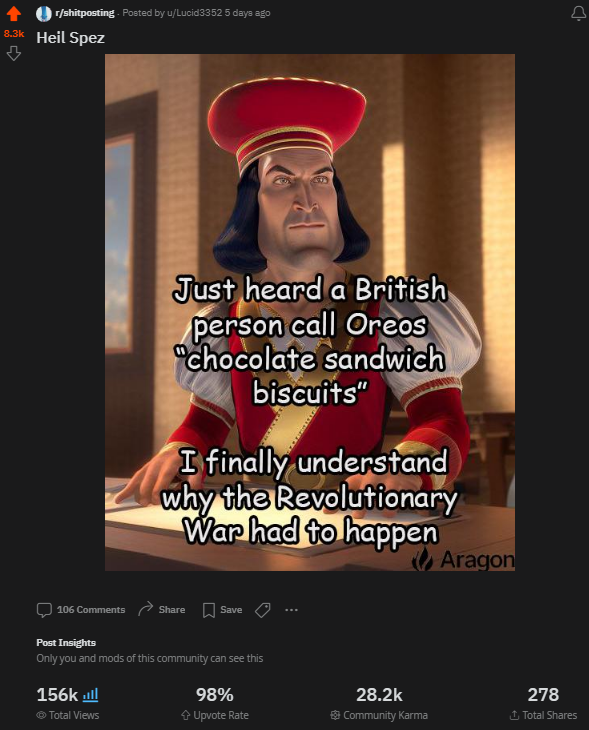 r/shitposting · Posted by u/Lucid3352 5 days ago
8.3k
Heil Spez
Just heard a British
person call Oreos
“chocolate sandwich
biscuits”
I finally understand
why the Revolutionary
War had to happen
Aragon
106 Comments Share Save ...
Post Insights
Only you and mods of this community can see this
156k 98% 28.2k 278
Total Views Upvote Rate Community Karma Total Shares